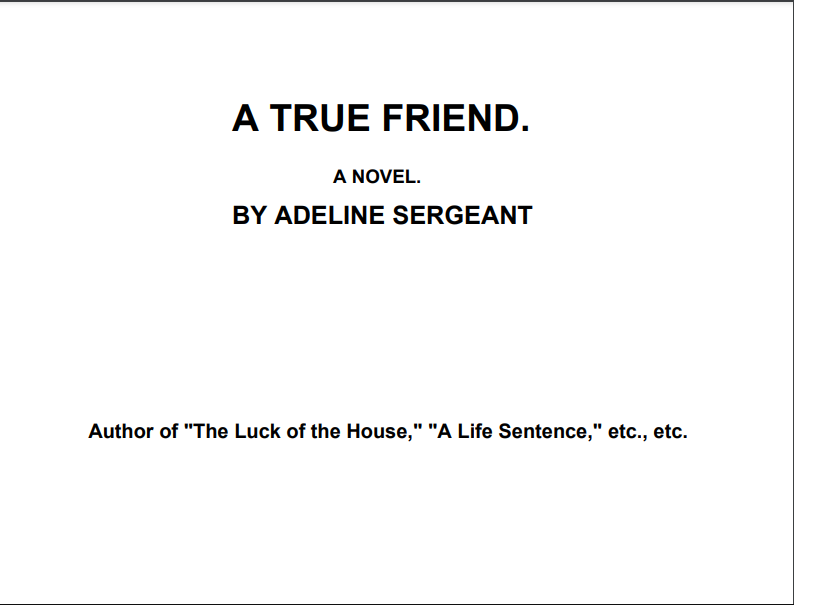 A TRUE FRIEND.
A NOVEL.
BY ADELINE SERGEANT
Author of "The Luck of the House," "A Life Sentence," etc., etc.